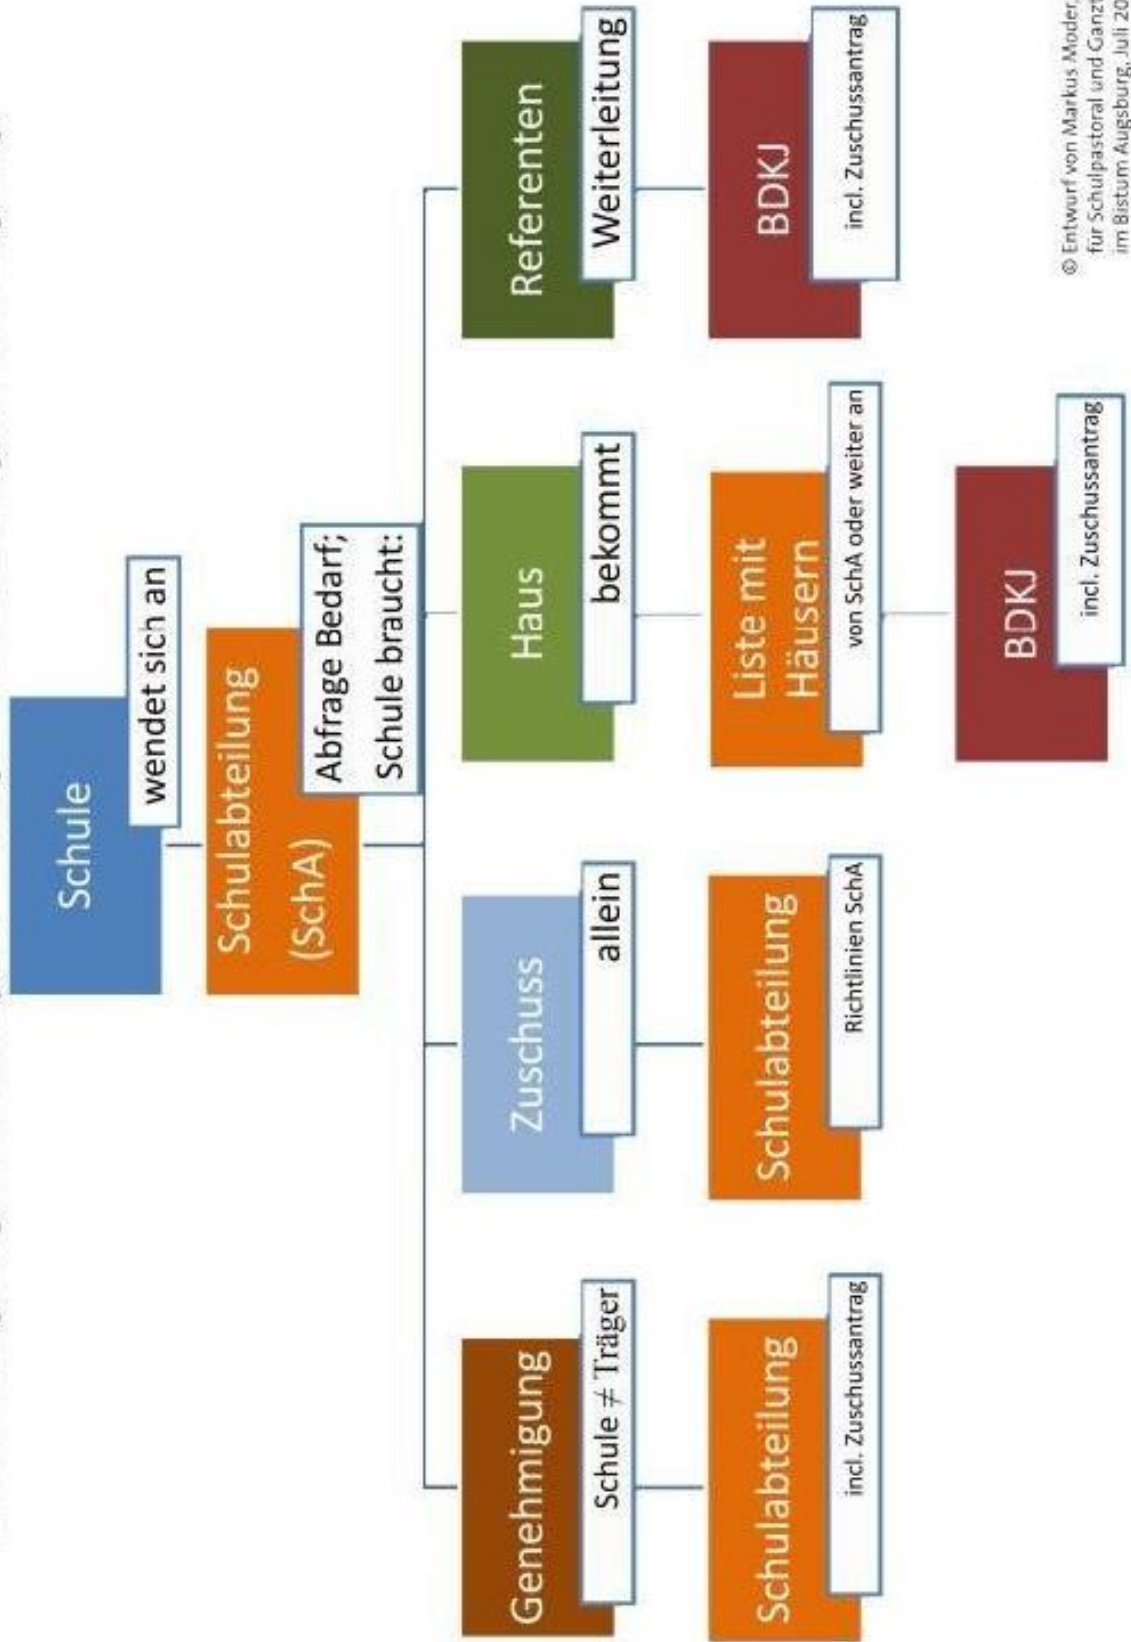 Schule
wendet sich an
Schulabteilung
(SchA)
Abfrage Bedarf;
Schule braucht:
Genehmigung
Schule ≠ Träger
Schulabteilung
incl. Zuschussantrag
Zuschuss
allein
Schulabteilung
Richtlinien SchA
Haus
bekommt
Liste mit
Häusern
von SchA oder weiter an
BDKJ
incl. Zuschussantrag
Referenten
Weiterleitung
BDKJ
incl. Zuschussantrag
© Entwurf von Markus Moder,
für Schulpastoral und Ganzt
im Bistum Augsburg, Juli 20